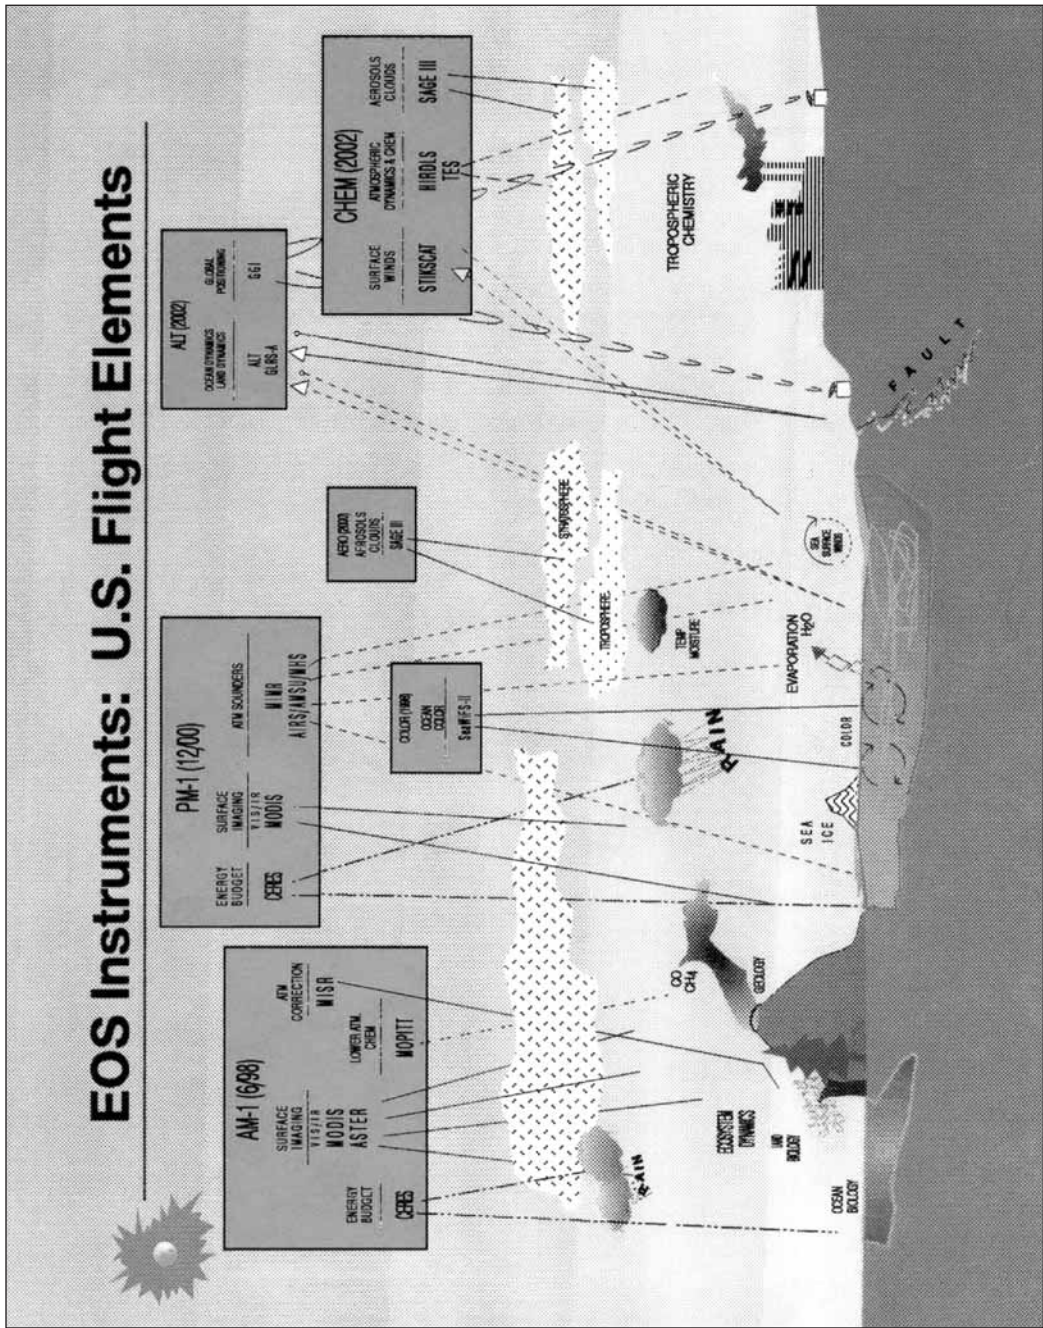 EOS Instruments: U.S. Flight Elements
AM-1 (6/98)
ENERGY
BUDGET
CERES
SURFACE
IMAGING
VIS/IR
MODIS
ASTER
LOWER ATM.
CHEM
MOPITT
ATM
CORRECTION
MISR
PM-1 (12/00)
ENERGY
BUDGET
CERES
SURFACE
IMAGING
VIS/IR
MODIS
ATM SOUNDERS
MIMR
AIRS/AMSU/MHS
COLOR (1998)
OCEAN
COLOR
SeaWIFS-II
AERO (2000)
AEROSOLS
CLOUDS
SAGE III
ALT (2002)
OCEAN DYNAMICS
LAND DYNAMICS
ALT
GLRS-A
GLOBAL
POSITIONING
GGI
CHEM (2002)
SURFACE
WINDS
STIKSCAT
ATMOSPHERIC
DYNAMICS & CHEM
HIRDLS
TES
AEROSOLS
CLOUDS
SAGE III
STRATOSPHERE
TROPOSPHERE
RAIN
RAIN
TEMP
MOISTURE
CO
CH4
GEOLOGY
ECOSYSTEM
DYNAMICS
LAND
BIOLOGY
OCEAN
BIOLOGY
SEA
ICE
COLOR
EVAPORATION
H2O
SEA
SURFACE
WINDS
TROPOSPHERIC
CHEMISTRY
FAULT